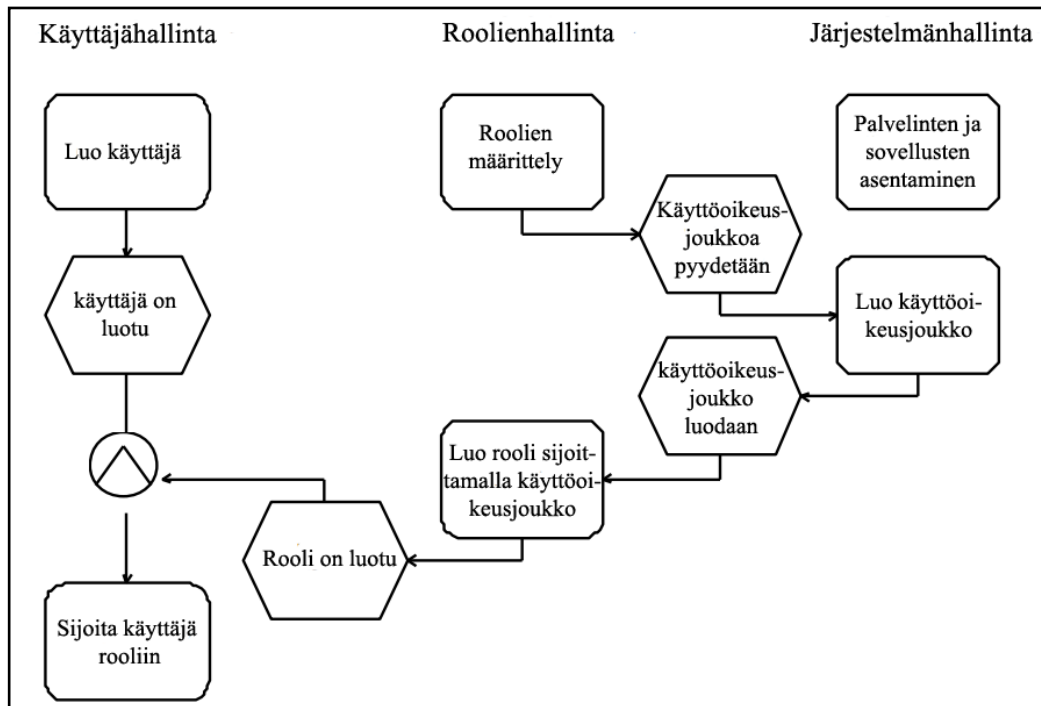 Käyttäjähallinta
Roolienhallinta
Järjestelmänhallinta
Luo käyttäjä
Roolien
määrittely
Palvelinten ja
sovellusten
asentaminen
Käyttöoikeus-
joukkoa
pyydetään
käyttäjä on
luotu
Luo käyttöoi-
keusjoukko
käyttöoikeus-
joukko
luodaan
Luo rooli sijoit-
tamalla käyttöoi-
keusjoukko
Rooli on luotu
Sijoita käyttäjä
rooliin